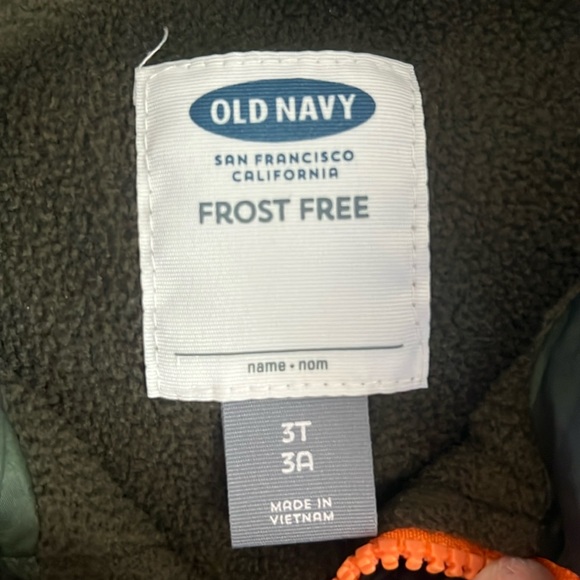 OLD NAVY
SAN FRANCISCO
CALIFORNIA
FROST FREE
name • nom
3T
3A
MADE IN
VIETNAM